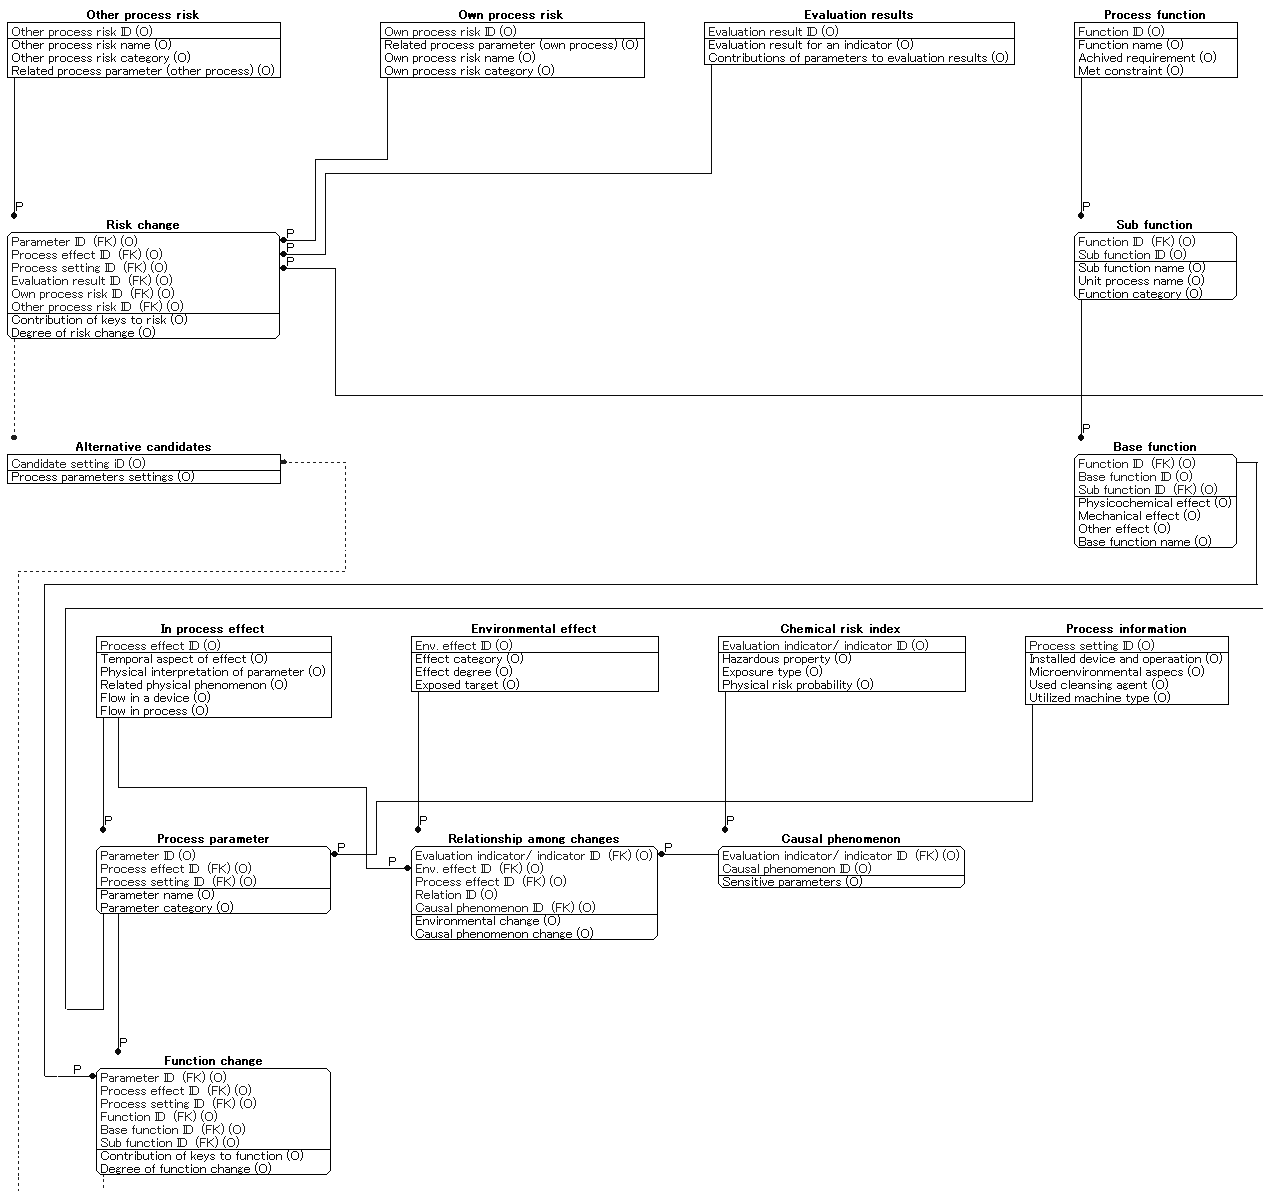 Other process risk
Other process risk ID (O)
Other process risk name (O)
Other process risk category (O)
Related process parameter (other process) (O)
Own process risk
Own process risk ID (O)
Related process parameter (own process) (O)
Own process risk name (O)
Own process risk category (O)
Evaluation results
Evaluation result ID (O)
Evaluation result for an indicator (O)
Contributions of parameters to evaluation results (O)
Process function
Function ID (O)
Function name (O)
Achived requirement (O)
Met constraint (O)
P
P
P
P
P
Risk change
Parameter ID (FK) (O)
Process effect ID (FK) (O)
Process setting ID (FK) (O)
Evaluation result ID (FK) (O)
Own process risk ID (FK) (O)
Other process risk ID (FK) (O)
Contribution of keys to risk (O)
Degree of risk change (O)
Sub function
Function ID (FK) (O)
Sub function ID (O)
Sub function name (O)
Unit process name (O)
Function category (O)
P
Alternative candidates
Candidate setting iD (O)
Process parameters settings (O)
Base function
Function ID (FK) (O)
Base function ID (O)
Sub function ID (FK) (O)
Physicochemical effect (O)
Mechanical effect (O)
Other effect (O)
Base function name (O)
In process effect
Process effect ID (O)
Temporal aspect of effect (O)
Physical interpretation of parameter (O)
Related physical phenomenon (O)
Flow in a device (O)
Flow in process (O)
Environmental effect
Env. effect ID (O)
Effect category (O)
Effect degree (O)
Exposed target (O)
Chemical risk index
Evaluation indicator/ indicator ID (O)
Hazardous property (O)
Exposure type (O)
Physical risk probability (O)
Process information
Process setting ID (O)
Installed device and operaation (O)
Microenvironmental aspecs (O)
Used cleansing agent (O)
Utilized machine type (O)
P
P
P
P
P
P
Process parameter
Parameter ID (O)
Process effect ID (FK) (O)
Process setting ID (FK) (O)
Parameter name (O)
Parameter category (O)
Relationship among changes
Evaluation indicator/ indicator ID (FK) (O)
Env. effect ID (FK) (O)
Process effect ID (FK) (O)
Relation ID (O)
Causal phenomenon ID (FK) (O)
Environmental change (O)
Causal phenomenon change (O)
Causal phenomenon
Evaluation indicator/ indicator ID (FK) (O)
Causal phenomenon ID (O)
Sensitive parameters (O)
P
P
Function change
Parameter ID (FK) (O)
Process effect ID (FK) (O)
Process setting ID (FK) (O)
Function ID (FK) (O)
Base function ID (FK) (O)
Sub function ID (FK) (O)
Contribution of keys to function (O)
Degree of function change (O)